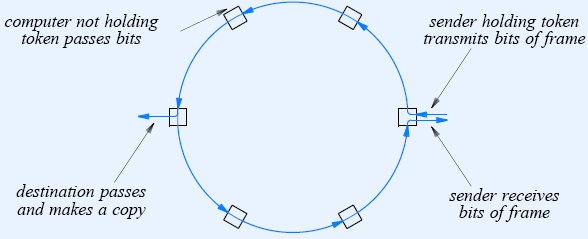 computer not holding
token passes bits
sender holding token
transmits bits of frame
destination passes
and makes a copy
sender receives
bits of frame